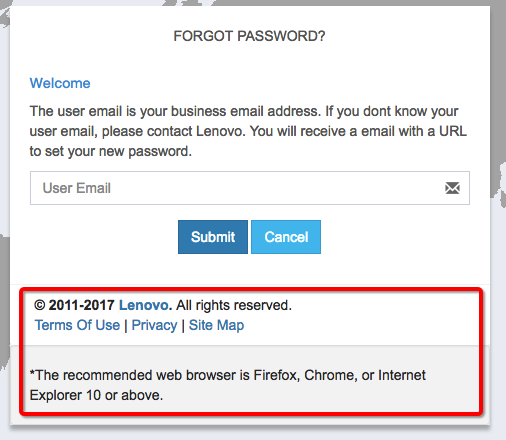 FORGOT PASSWORD?
Welcome
The user email is your business email address. If you dont know your
user email, please contact Lenovo. You will receive a email with a URL
to set your new password.
User Email
Submit Cancel
© 2011-2017 Lenovo. All rights reserved.
Terms Of Use | Privacy | Site Map
*The recommended web browser is Firefox, Chrome, or Internet
Explorer 10 or above.